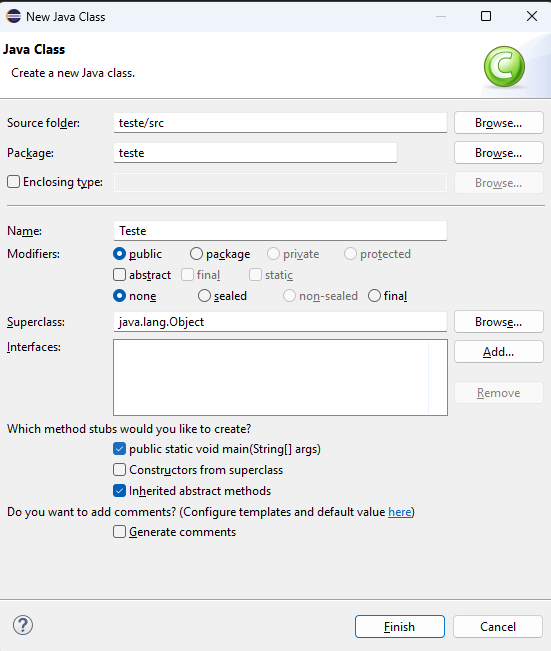 New Java Class
Java Class
Create a new Java class.
Source folder: teste/src Browse...
Package: teste Browse...
Enclosing type: Browse...
Name: Teste
Modifiers: public package private protected
abstract final static
none sealed non-sealed final
Superclass: java.lang.Object Browse...
Interfaces: Add...
Remove
Which method stubs would you like to create?
public static void main(String[] args)
Constructors from superclass
Inherited abstract methods
Do you want to add comments? (Configure templates and default value here)
Generate comments
? Finish Cancel